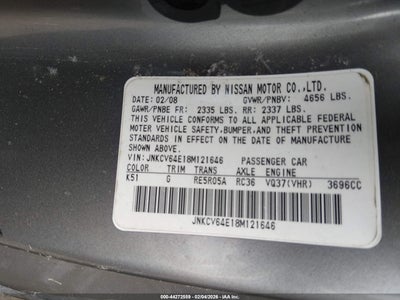 MANUFACTURED BY NISSAN MOTOR CO.,LTD.
DATE: 02/08 GVWR/PNBV: 4656 LBS.
GAWR/PNBE FR: 2335 LBS. RR: 2337 LBS.
THIS VEHICLE CONFORMS TO ALL APPLICABLE FEDERAL
MOTOR VEHICLE SAFETY, BUMPER, AND THEFT PREVENTION
STANDARDS IN EFFECT ON THE DATE OF MANUFACTURE
SHOWN ABOVE.
VIN: JNKCV64E18M121646 PASSENGER CAR
COLOR TRIM TRANS AXLE ENGINE
K51 G RE5R05A RC36 VQ37(VHR) 3696CC
JNKCV64E18M121646
000-44272559 - 02/04/2026 - IAAI.COM